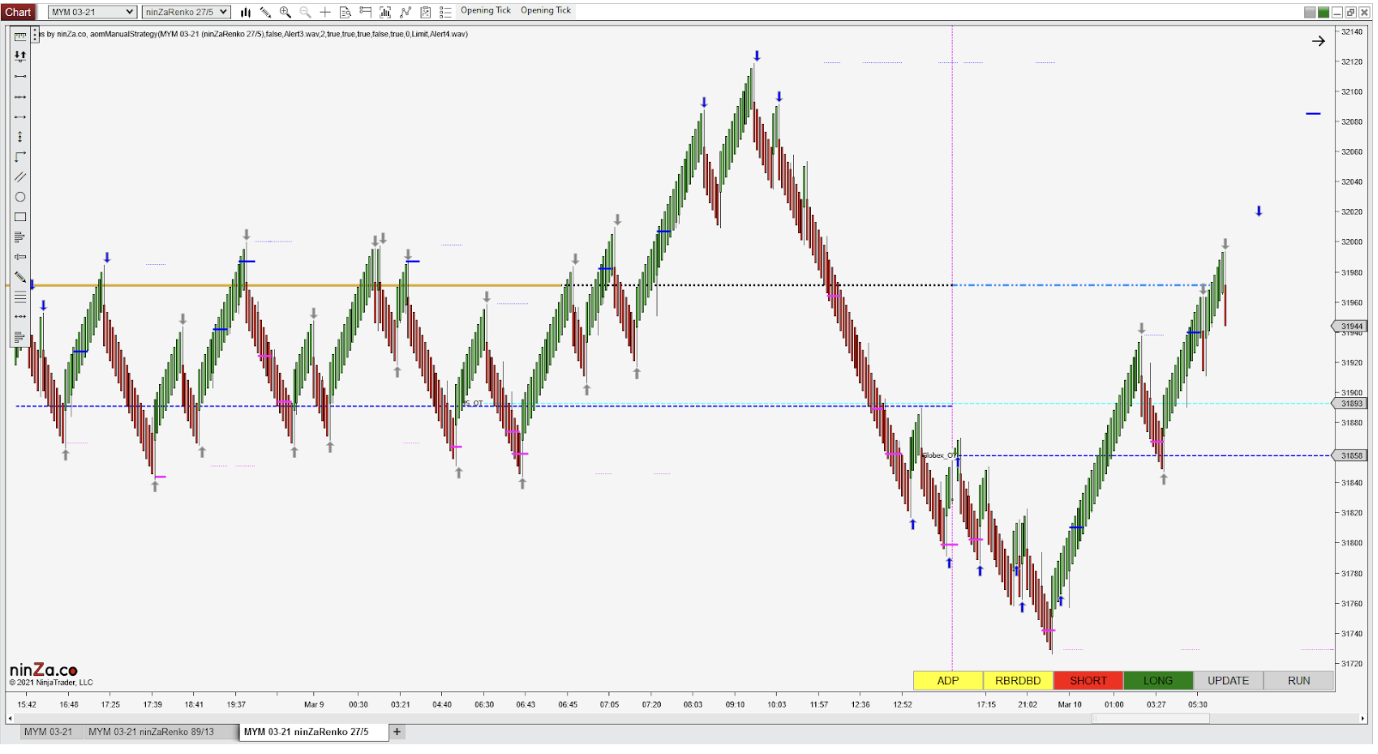 Chart MYM 03-21 ninZaRenko 27/5 Opening Tick Opening Tick
s by ninZa.co, aomManualStrategy(MYM 03-21 (ninZaRenko 27/5),false,Alert3.wav,2,true,true,true,false,true,0,Limit,Alert4.wav)
32140
32120
32100
32080
32060
32040
32020
32000
31980
31960
31944
31940
31920
31900
31893
31880
31858
31840
31820
31800
31780
31760
31740
31720
_OT
Globex_OT
ninZa.co
© 2021 NinjaTrader, LLC
ADP RBRDBD SHORT LONG UPDATE RUN
15:42 16:48 17:25 17:39 18:41 19:37 Mar 9 00:30 03:21 04:40 06:30 06:43 06:45 07:05 07:20 08:03 09:10 10:03 11:57 12:36 12:52 17:15 21:02 Mar 10 01:00 03:27 05:30
MYM 03-21 MYM 03-21 ninZaRenko 89/13 MYM 03-21 ninZaRenko 27/5 +